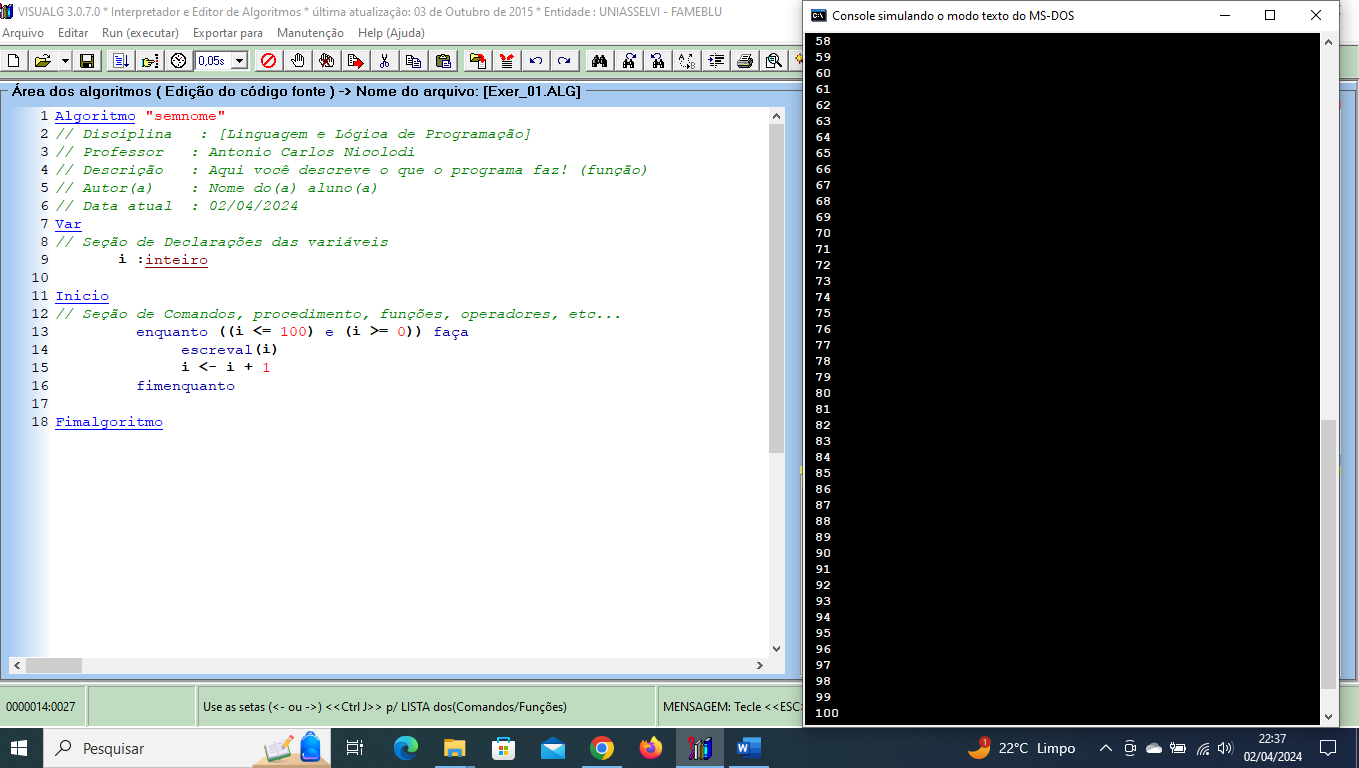 VISUALG 3.0.7.0 * Interpretador e Editor de Algoritmos * última atualização: 03 de Outubro de 2015 * Entidade : UNIASSELVI - FAMEBLU
Arquivo Editar Run (executar) Exportar para Manutenção Help (Ajuda)
0,05s
Área dos algoritmos ( Edição do código fonte ) -> Nome do arquivo: [Exer_01.ALG]
1 Algoritmo "semnome"
2 // Disciplina : [Linguagem e Lógica de Programação]
3 // Professor : Antonio Carlos Nicolodi
4 // Descrição : Aqui você descreve o que o programa faz! (função)
5 // Autor(a) : Nome do(a) aluno(a)
6 // Data atual : 02/04/2024
7 Var
8 // Seção de Declarações das variáveis
9 i :inteiro
10
11 Inicio
12 // Seção de Comandos, procedimento, funções, operadores, etc...
13 enquanto ((i <= 100) e (i >= 0)) faça
14 escreval(i)
15 i <- i + 1
16 fimenquanto
17
18 Fimalgoritmo
0000014:0027
Use as setas (<- ou ->) <<Ctrl J>> p/ LISTA dos(Comandos/Funções)
MENSAGEM: Tecle <<ESC>
Console simulando o modo texto do MS-DOS
58
59
60
61
62
63
64
65
66
67
68
69
70
71
72
73
74
75
76
77
78
79
80
81
82
83
84
85
86
87
88
89
90
91
92
93
94
95
96
97
98
99
100
Pesquisar
1
22°C Limpo
22:37
02/04/2024